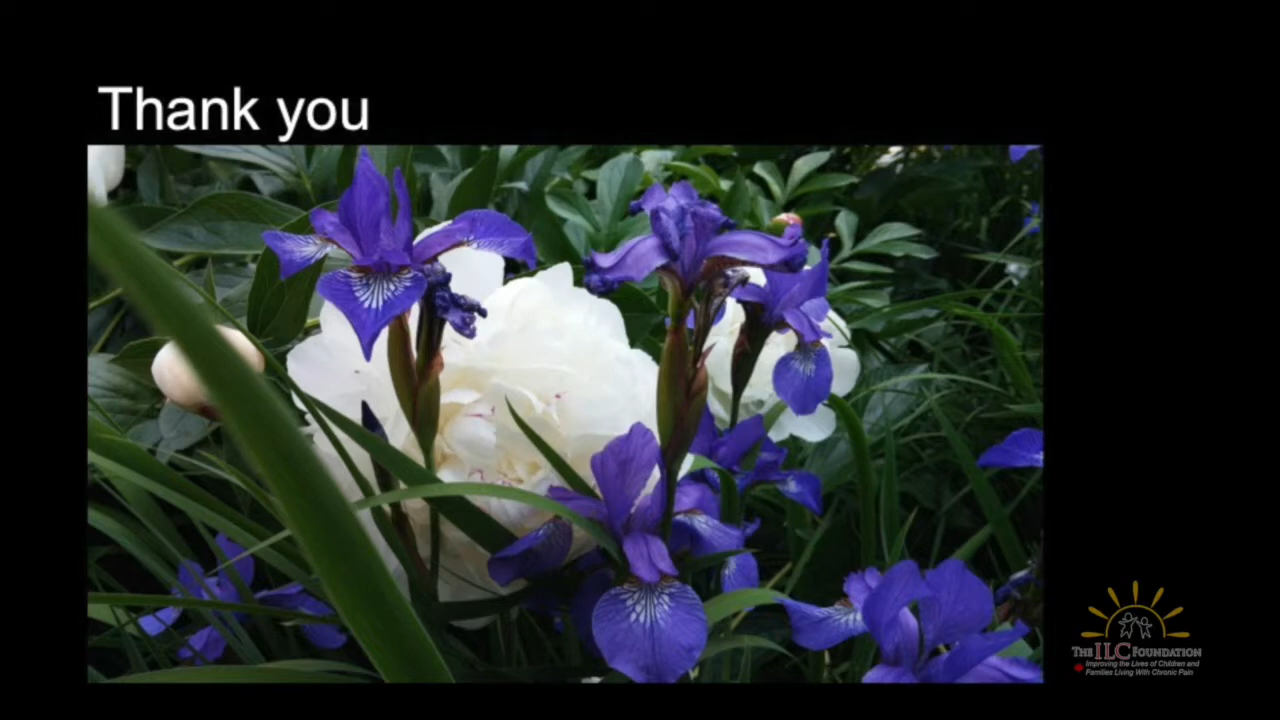 Thank you
THE ILC FOUNDATION
Improving the Lives of Children and
Families Living With Chronic Pain